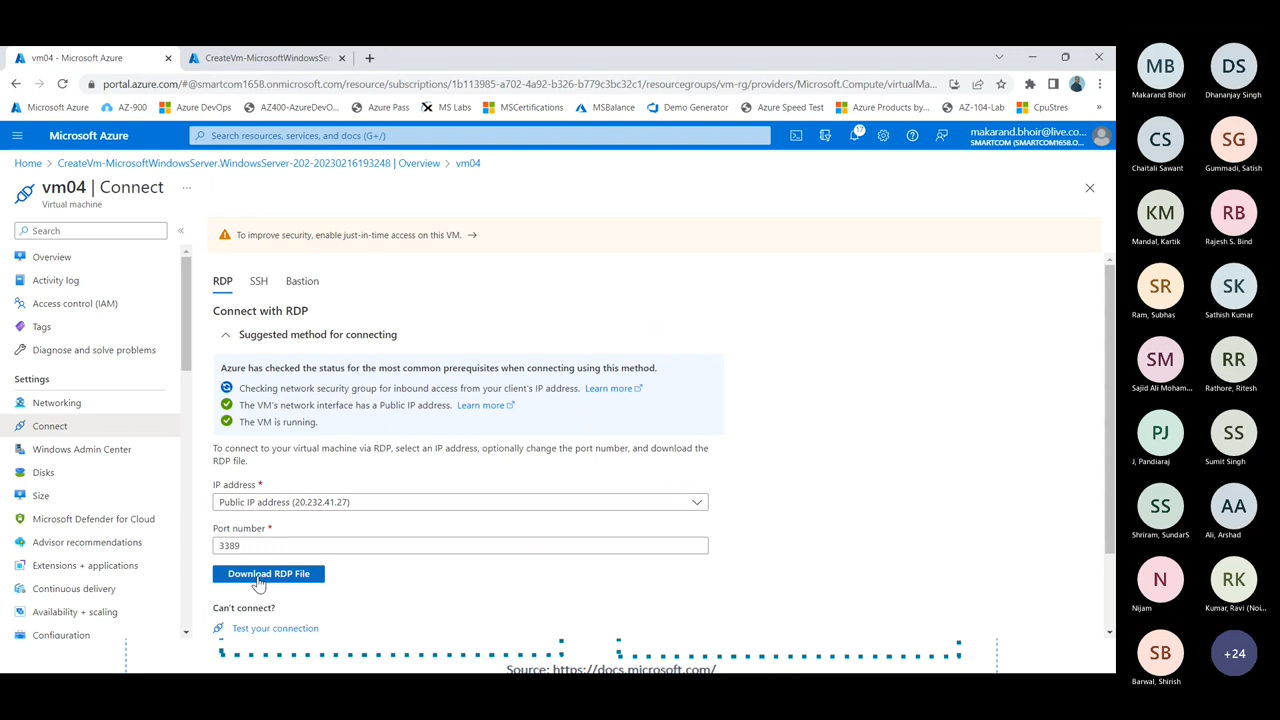 vm04 - Microsoft Azure
CreateVm-MicrosoftWindowsSer
portal.azure.com/#@smartcom1658.onmicrosoft.com/resource/subscriptions/1b113985-a702-4a92-b326-b779c3bc32c1/resourcegroups/vm-rg/providers/Microsoft.Compute/virtualMa...
Microsoft Azure
AZ-900
Azure DevOps
AZ400-AzureDevO...
Azure Pass
MS Labs
MSCertifications
MSBalance
Demo Generator
Azure Speed Test
Azure Products by...
AZ-104-Lab
CpuStres
»
Microsoft Azure
Search resources, services, and docs (G+/)
17
makarand.bhoir@live.co...
SMARTCOM (SMARTCOM1658.O...
Home > CreateVm-MicrosoftWindowsServer.WindowsServer-202-20230216193248 | Overview > vm04
vm04 | Connect ...
Virtual machine
Search
«
Overview
Activity log
Access control (IAM)
Tags
Diagnose and solve problems
Settings
Networking
Connect
Windows Admin Center
Disks
Size
Microsoft Defender for Cloud
Advisor recommendations
Extensions + applications
Continuous delivery
Availability + scaling
Configuration
To improve security, enable just-in-time access on this VM. →
RDP
SSH
Bastion
Connect with RDP
Suggested method for connecting
Azure has checked the status for the most common prerequisites when connecting using this method.
Checking network security group for inbound access from your client's IP address. Learn more
The VM's network interface has a Public IP address. Learn more
The VM is running.
To connect to your virtual machine via RDP, select an IP address, optionally change the port number, and download the
RDP file.
IP address *
Public IP address (20.232.41.27)
Port number *
3389
Download RDP File
Can't connect?
Test your connection
Source: https://docs.microsoft.com/
MB
Makarand Bhoir
DS
Dhananjay Singh
CS
Chaitali Sawant
SG
Gummadi, Satish
KM
Mandal, Kartik
RB
Rajesh S. Bind
SR
Ram, Subhas
SK
Sathish Kumar
SM
Sajid Ali Moham...
RR
Rathore, Ritesh
PJ
J, Pandiaraj
SS
Sumit Singh
SS
Shriram, SundarS
AA
Ali, Arshad
N
Nijam
RK
Kumar, Ravi (Noi...
SB
Barwal, Shirish
+24